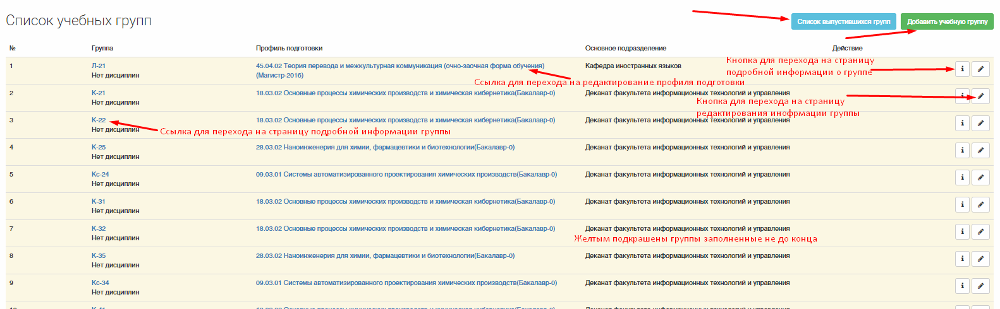 Список учебных групп
Список выпустившихся групп
Добавить учебную группу
№ Группа Профиль подготовки Основное подразделение Действие
1 Л-21 45.04.02 Теория перевода и межкультурная коммуникация (очно-заочная форма обучения) Кафедра иностранных языков
Нет дисциплин (Магистр-2016)
Кнопка для перехода на страницу
подробной информации о группе
Ссылка для перехода на редактирование профиля подготовки
2 К-21 18.03.02 Основные процессы химических производств и химическая кибернетика(Бакалавр-0) Деканат факультета информационных технологий и управления
Нет дисциплин
Кнопка для перехода на страницу
редактирования инофрмации группы
3 К-22 18.03.02 Основные процессы химических производств и химическая кибернетика(Бакалавр-0) Деканат факультета информационных технологий и управления
Нет дисциплин
Ссылка для перехода на страницу подробной информации группы
4 К-25 28.03.02 Наноинженерия для химии, фармацевтики и биотехнологии(Бакалавр-0) Деканат факультета информационных технологий и управления
Нет дисциплин
5 Кс-24 09.03.01 Системы автоматизированного проектирования химических производств(Бакалавр-0) Деканат факультета информационных технологий и управления
Нет дисциплин
6 К-31 18.03.02 Основные процессы химических производств и химическая кибернетика(Бакалавр-0) Деканат факультета информационных технологий и управления
Нет дисциплин
7 К-32 18.03.02 Основные процессы химических производств и химическая кибернетика(Бакалавр-0) Деканат факультета информационных технологий и управления
Нет дисциплин
Желтым подкрашены группы заполненные не до конца
8 К-35 28.03.02 Наноинженерия для химии, фармацевтики и биотехнологии(Бакалавр-0) Деканат факультета информационных технологий и управления
Нет дисциплин
9 Кс-34 09.03.01 Системы автоматизированного проектирования химических производств(Бакалавр-0) Деканат факультета информационных технологий и управления
Нет дисциплин